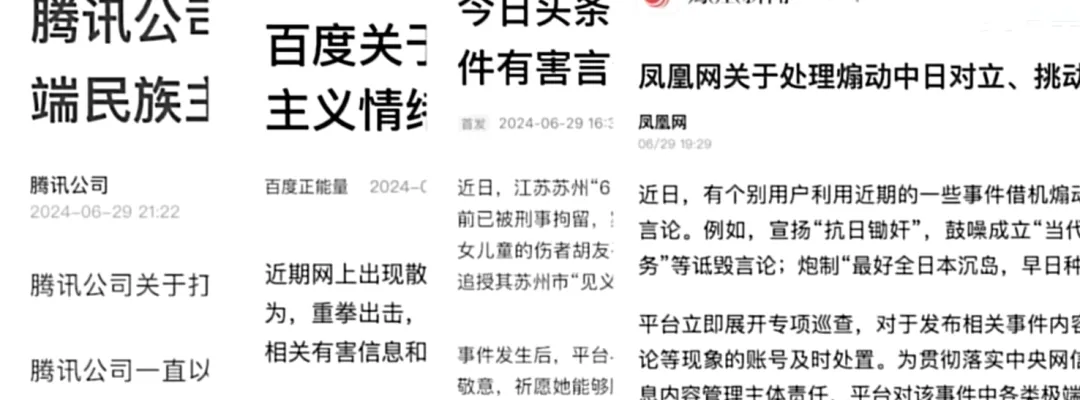 腾讯公司
端民族主
腾讯公司
2024-06-29 21:22
腾讯公司关于打
腾讯公司一直以
百度关于
主义情绪
百度正能量 2024-0
近期网上出现散
为，重拳出击，
相关有害信息和
今日头条
件有害言
首发 2024-06-29 16:3
近日，江苏苏州“6
前已被刑事拘留，
女儿童的伤者胡友
追授其苏州市“见义
事件发生后，平台
敬意，祈愿她能够
凤凰网关于处理煽动中日对立、挑动
凤凰网
06/29 19:29
近日，有个别用户利用近期的一些事件借机煽动
言论。例如，宣扬“抗日锄奸”，鼓噪成立“当代
务”等诋毁言论；炮制“最好全日本沉岛，早日种
平台立即展开专项巡查，对于发布相关事件内容
论等现象的账号及时处置。为贯彻落实中央网信
息内容管理主体责任，平台对该事件中各类极端